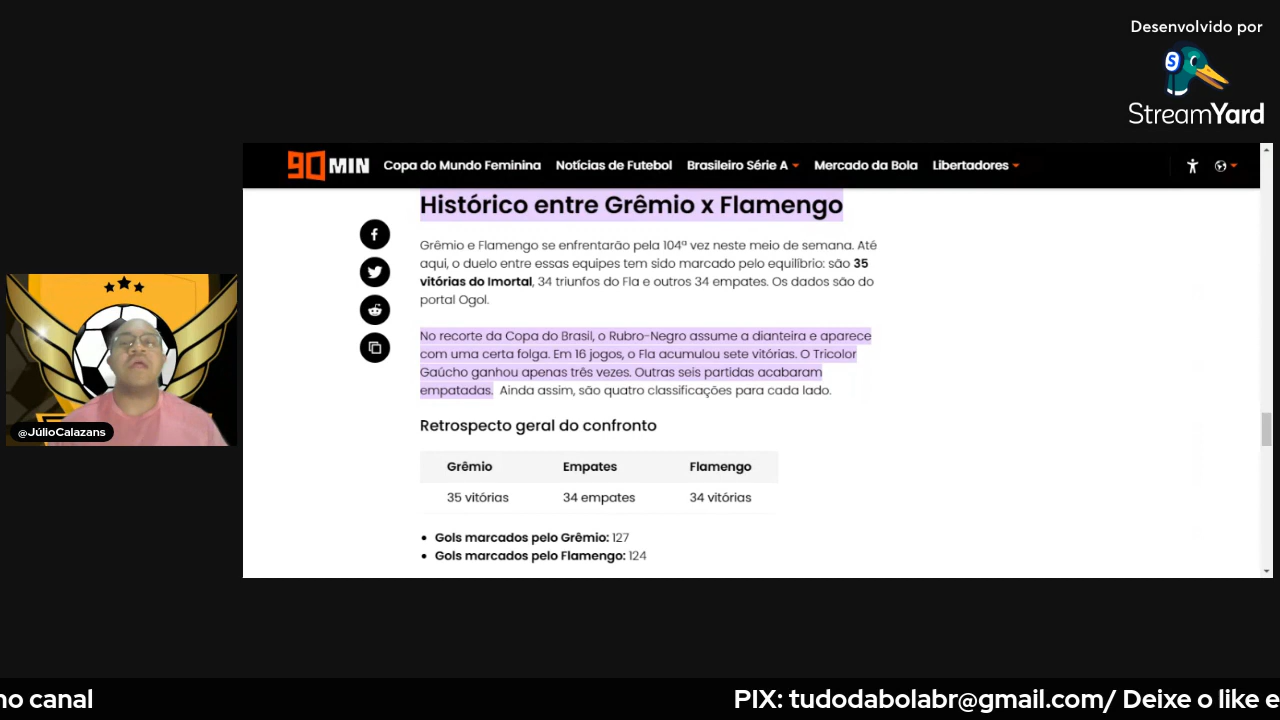 Desenvolvido por
S
StreamYard
90MIN Copa do Mundo Feminina Notícias de Futebol Brasileiro Série A Mercado da Bola Libertadores
Histórico entre Grêmio x Flamengo
Grêmio e Flamengo se enfrentarão pela 104ª vez neste meio de semana. Até
aqui, o duelo entre essas equipes tem sido marcado pelo equilíbrio: são 35
vitórias do Imortal, 34 triunfos do Fla e outros 34 empates. Os dados são do
portal Ogol.
No recorte da Copa do Brasil, o Rubro-Negro assume a dianteira e aparece
com uma certa folga. Em 16 jogos, o Fla acumulou sete vitórias. O Tricolor
Gaúcho ganhou apenas três vezes. Outras seis partidas acabaram
empatadas. Ainda assim, são quatro classificações para cada lado.
Retrospecto geral do confronto
Grêmio Empates Flamengo
35 vitórias 34 empates 34 vitórias
• Gols marcados pelo Grêmio: 127
• Gols marcados pelo Flamengo: 124
@JúlioCalazans
no canal PIX: tudodabolabr@gmail.com/ Deixe o like e